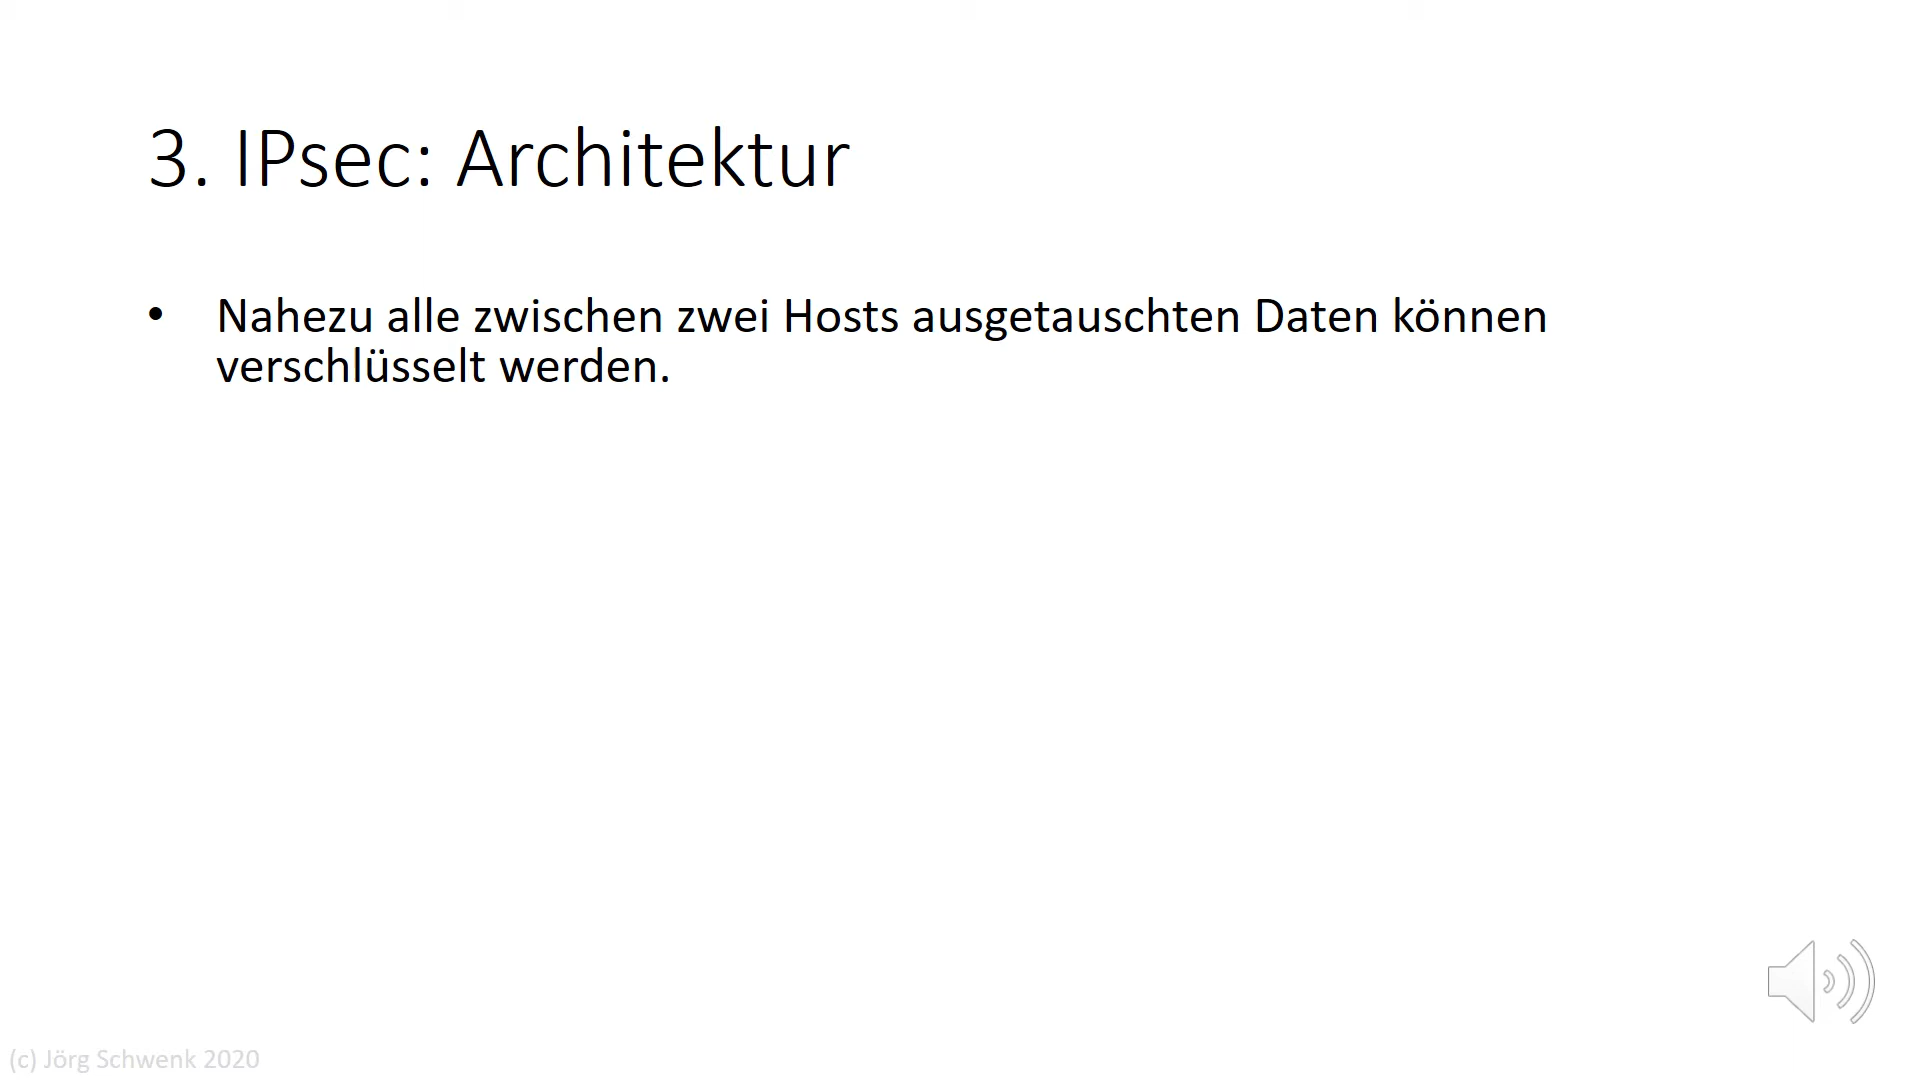 3. IPsec: Architektur
• Nahezu alle zwischen zwei Hosts ausgetauschten Daten können
verschlüsselt werden.
(c) Jörg Schwenk 2020